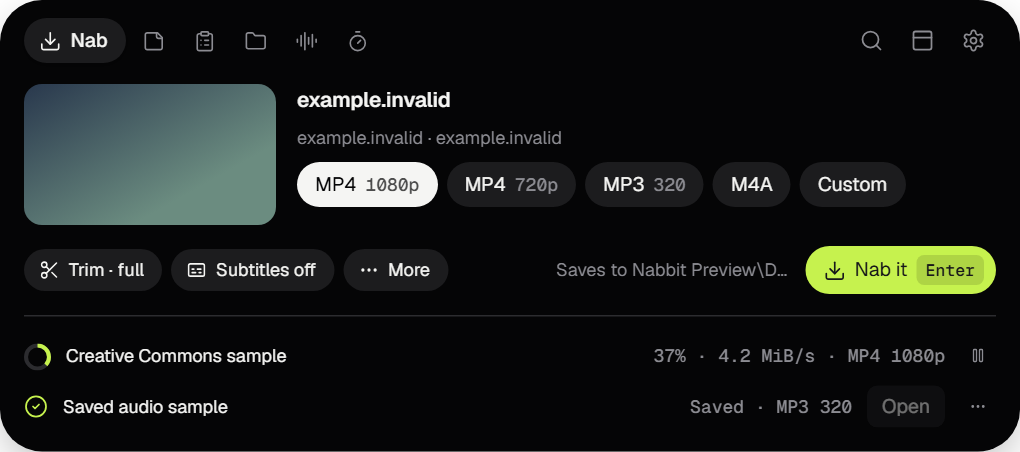 Nab
example.invalid
example.invalid · example.invalid
MP4 1080p MP4 720p MP3 320 M4A Custom
Trim · full Subtitles off More Saves to Nabbit Preview\D… Nab it Enter
Creative Commons sample 37% · 4.2 MiB/s · MP4 1080p
Saved audio sample Saved · MP3 320 Open